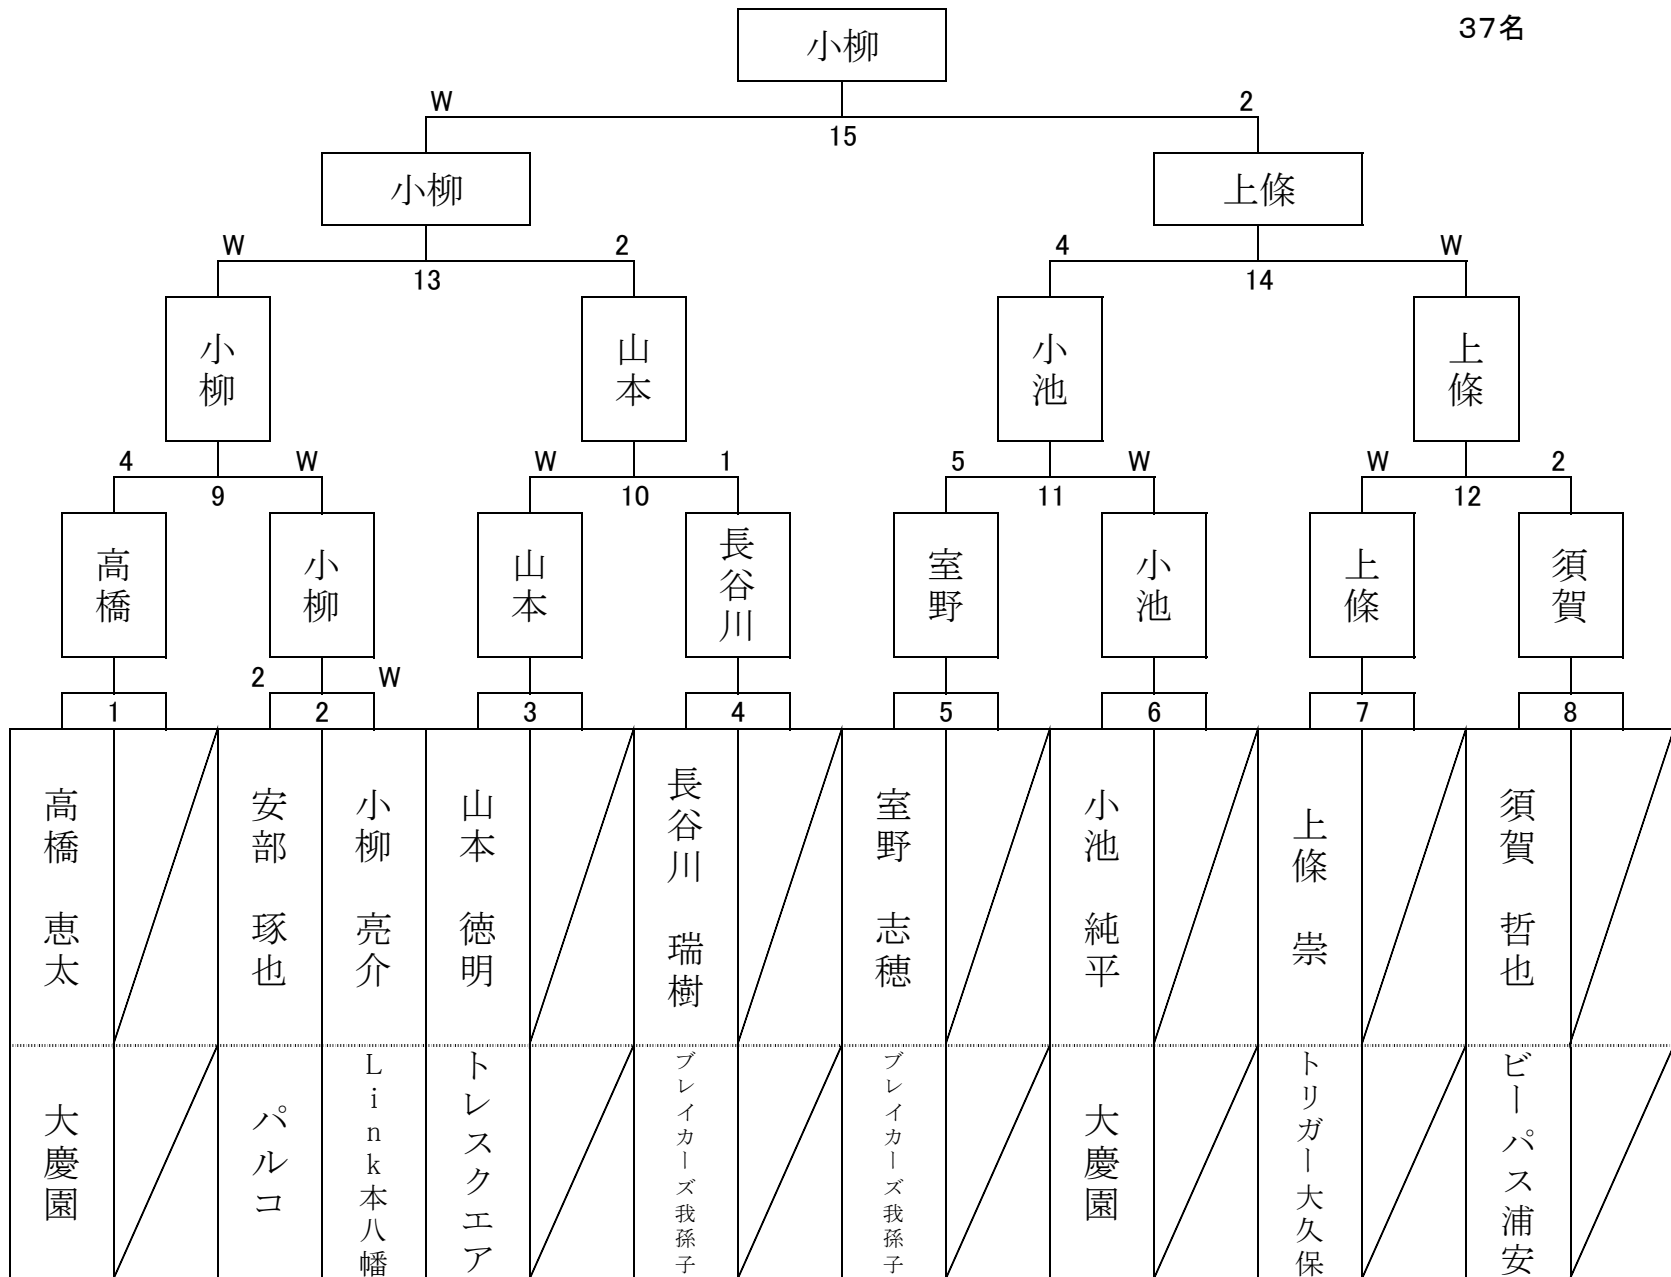 37名
小柳
W 2
15
小柳 上條
W 2 4 W
13 14
小柳 山本 小池 上條
4 W W 1 5 W W 2
9 10 11 12
高橋 小柳 山本 長谷川 室野 小池 上條 須賀
2 W
1 2 3 4 5 6 7 8
高橋 恵太
安部 琢也
小柳 亮介
山本 徳明
長谷川 瑞樹
室野 志穂
小池 純平
上條 崇
須賀 哲也
大慶園
パルコ
Link本八幡
トレスクエア
ブレイカーズ我孫子
ブレイカーズ我孫子
大慶園
トリガー大久保
ビーパス浦安